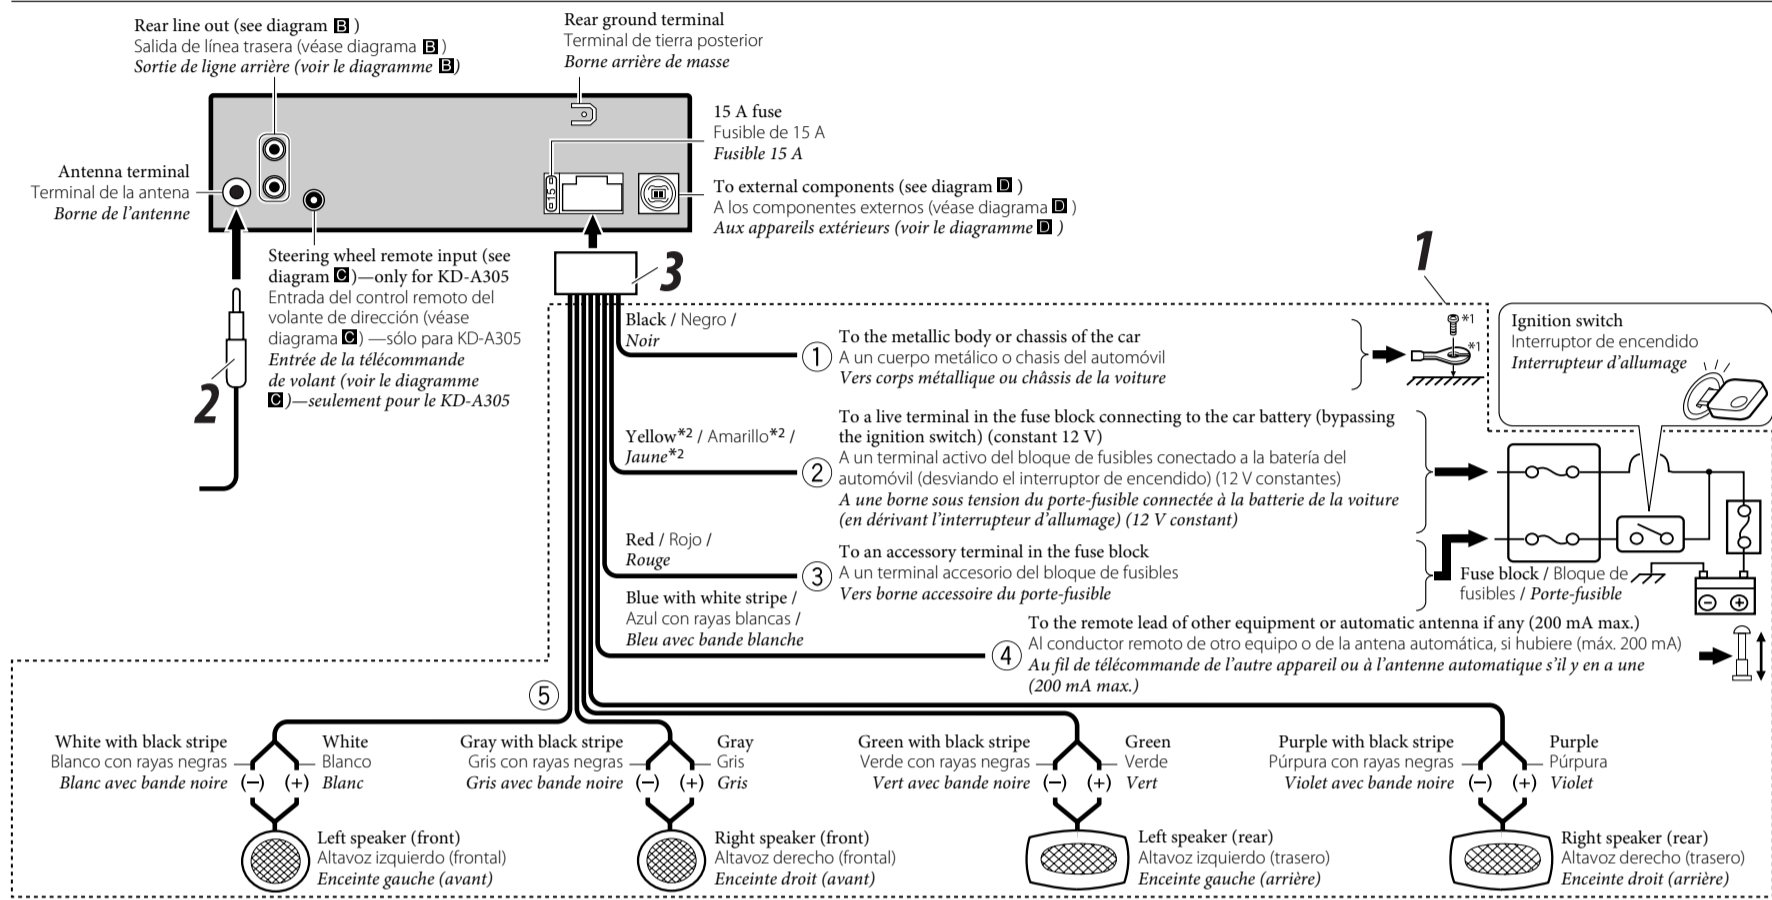 Rear line out (see diagram B )
Salida de línea trasera (véase diagrama B )
Sortie de ligne arrière (voir le diagramme B)
Rear ground terminal
Terminal de tierra posterior
Borne arrière de masse
15 A fuse
Fusible de 15 A
Fusible 15 A
Antenna terminal
Terminal de la antena
Borne de l'antenne
15
To external components (see diagram D )
A los componentes externos (véase diagrama D )
Aux appareils extérieurs (voir le diagramme D )
Steering wheel remote input (see
diagram C)—only for KD-A305
Entrada del control remoto del
volante de dirección (véase
diagrama C) —sólo para KD-A305
Entrée de la télécommande
de volant (voir le diagramme
C)—seulement pour le KD-A305
2
3
1
Black / Negro /
Noir
1
To the metallic body or chassis of the car
A un cuerpo metálico o chasis del automóvil
Vers corps métallique ou châssis de la voiture
*1
*1
Ignition switch
Interruptor de encendido
Interrupteur d'allumage
Yellow*2 / Amarillo*2 /
Jaune*2
2
To a live terminal in the fuse block connecting to the car battery (bypassing
the ignition switch) (constant 12 V)
A un terminal activo del bloque de fusibles conectado a la batería del
automóvil (desviando el interruptor de encendido) (12 V constantes)
A une borne sous tension du porte-fusible connectée à la batterie de la voiture
(en dérivant l'interrupteur d'allumage) (12 V constant)
Red / Rojo /
Rouge
3
To an accessory terminal in the fuse block
A un terminal accesorio del bloque de fusibles
Vers borne accessoire du porte-fusible
Fuse block / Bloque de
fusibles / Porte-fusible
Blue with white stripe /
Azul con rayas blancas /
Bleu avec bande blanche
4
To the remote lead of other equipment or automatic antenna if any (200 mA max.)
Al conductor remoto de otro equipo o de la antena automática, si hubiere (máx. 200 mA)
Au fil de télécommande de l'autre appareil ou à l'antenne automatique s'il y en a une
(200 mA max.)
5
White with black stripe
Blanco con rayas negras
Blanc avec bande noire
(−) (+)
White
Blanco
Blanc
Gray with black stripe
Gris con rayas negras
Gris avec bande noire
(−) (+)
Gray
Gris
Gris
Green with black stripe
Verde con rayas negras
Vert avec bande noire
(−) (+)
Green
Verde
Vert
Purple with black stripe
Púrpura con rayas negras
Violet avec bande noire
(−) (+)
Purple
Púrpura
Violet
Left speaker (front)
Altavoz izquierdo (frontal)
Enceinte gauche (avant)
Right speaker (front)
Altavoz derecho (frontal)
Enceinte droit (avant)
Left speaker (rear)
Altavoz izquierdo (trasero)
Enceinte gauche (arrière)
Right speaker (rear)
Altavoz derecho (trasero)
Enceinte droit (arrière)